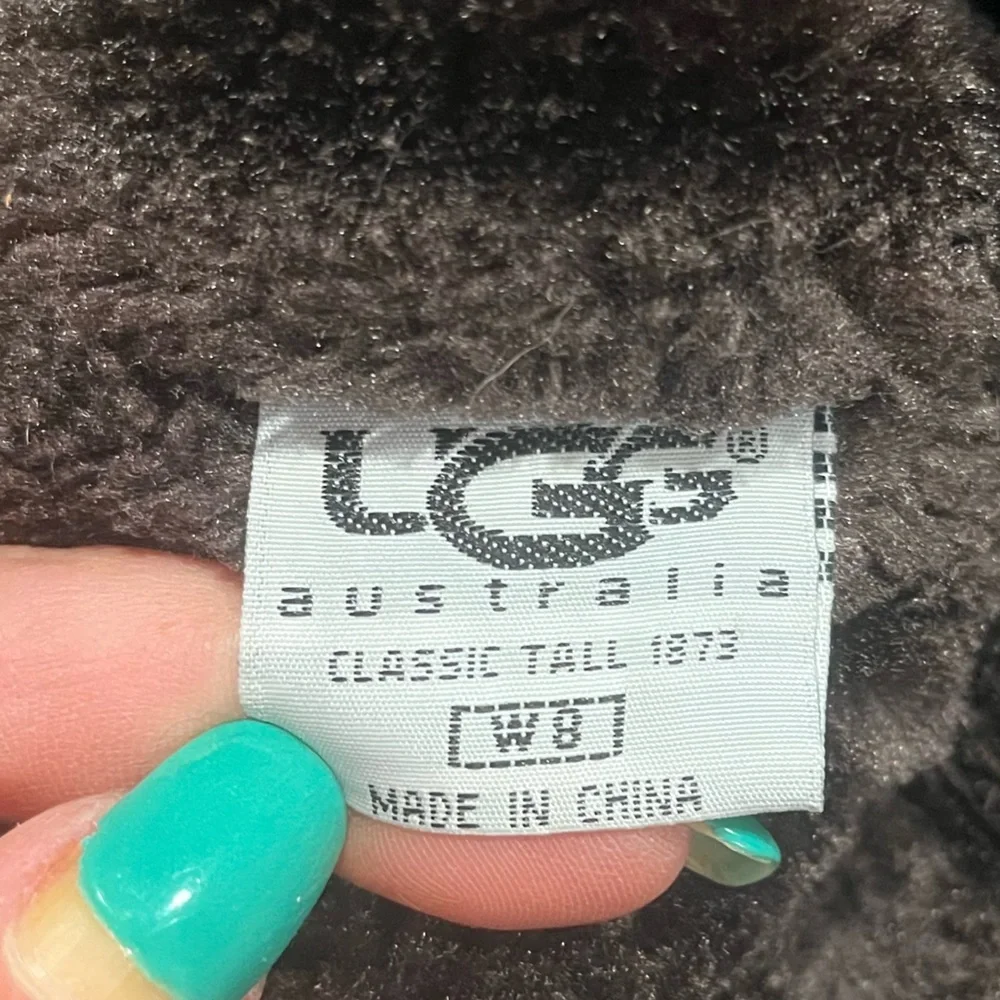 UGG®
australia
CLASSIC TALL 1873
W8
MADE IN CHINA